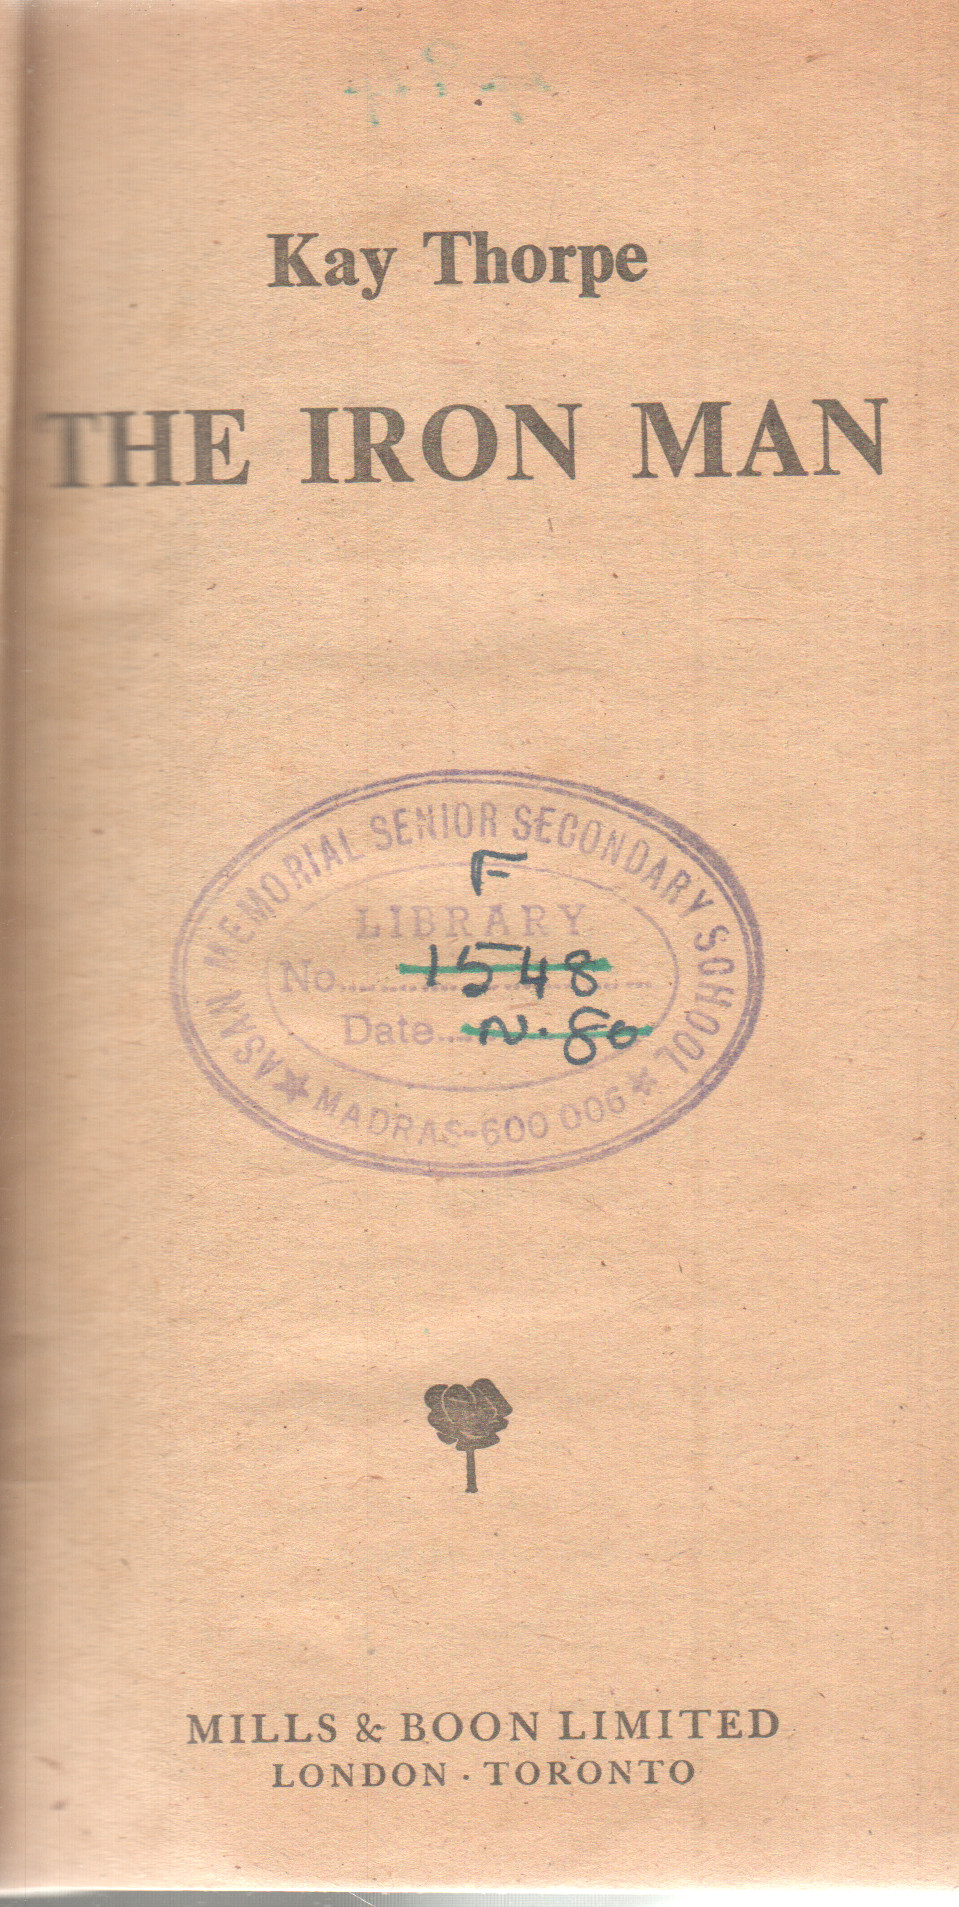 Kay Thorpe
THE IRON MAN
ASAN MEMORIAL SENIOR SECONDARY SCHOOL
F
LIBRARY
No. 1548
Date N. 80
★ MADRAS-600 006 ★
MILLS & BOON LIMITED
LONDON · TORONTO